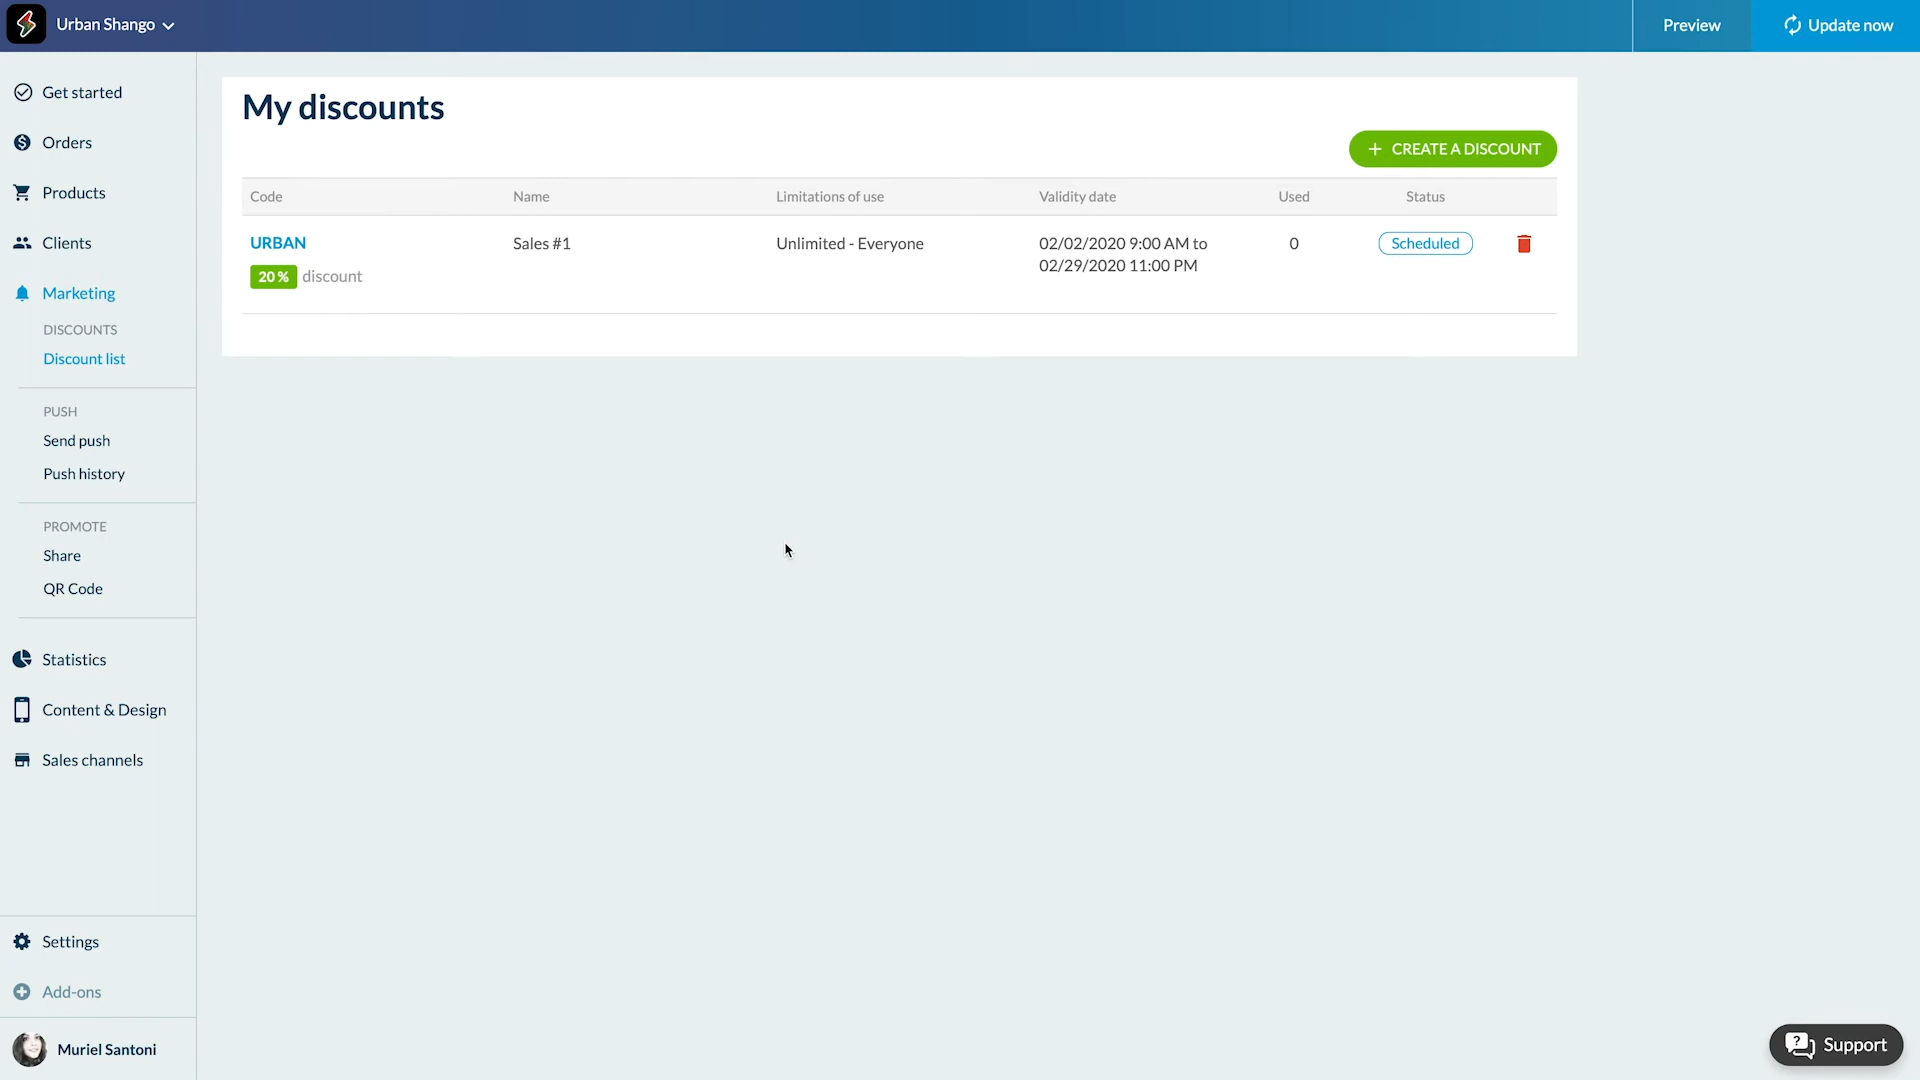 Urban Shango
Preview
Update now
Get started
Orders
Products
Clients
Marketing
DISCOUNTS
Discount list
PUSH
Send push
Push history
PROMOTE
Share
QR Code
Statistics
Content & Design
Sales channels
Settings
Add-ons
Muriel Santoni
My discounts
+ CREATE A DISCOUNT
Code Name Limitations of use Validity date Used Status
URBAN Sales #1 Unlimited - Everyone 02/02/2020 9:00 AM to 0 Scheduled
02/29/2020 11:00 PM
20 % discount
Support